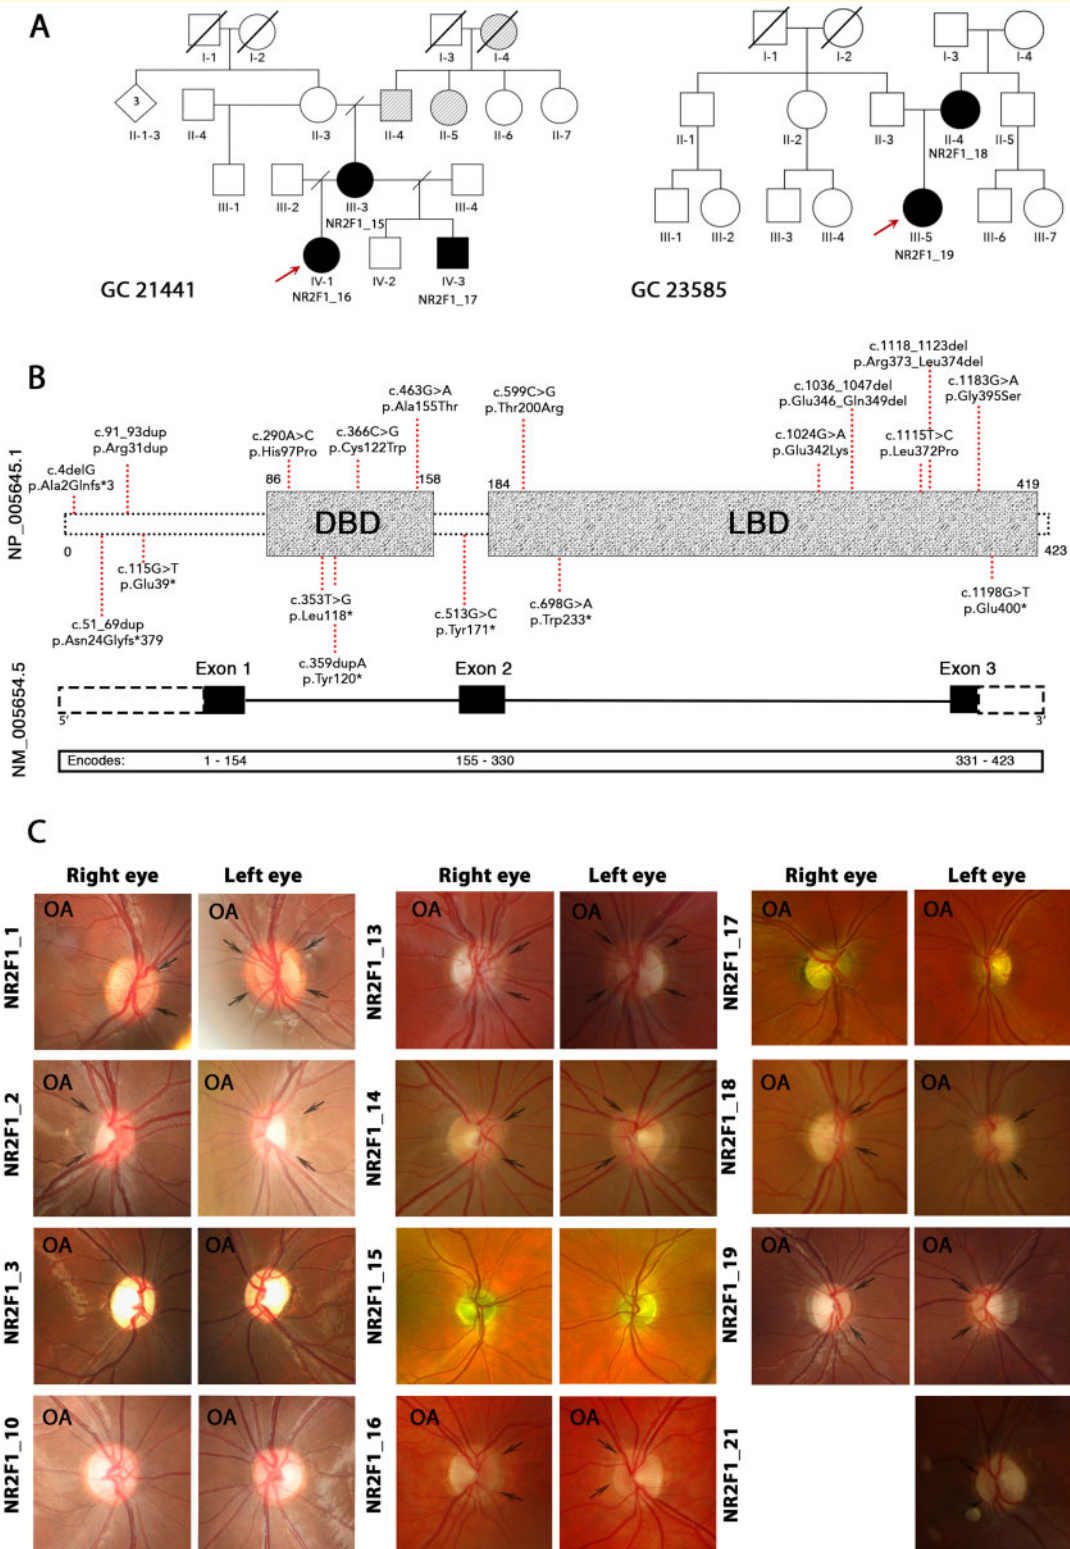 A
I-1
I-2
I-3
I-4
3
II-1-3
II-4
II-3
II-4
II-5
II-6
II-7
III-1
III-2
III-3
NR2F1_15
III-4
IV-1
NR2F1_16
IV-2
IV-3
NR2F1_17
GC 21441
I-1
I-2
I-3
I-4
II-1
II-2
II-3
II-4
NR2F1_18
II-5
III-1
III-2
III-3
III-4
III-5
NR2F1_19
III-6
III-7
GC 23585
B
NP_005645.1
c.4delG
p.Ala2Glnfs*3
c.91_93dup
p.Arg31dup
c.290A>C
p.His97Pro
c.366C>G
p.Cys122Trp
c.463G>A
p.Ala155Thr
c.599C>G
p.Thr200Arg
c.1024G>A
p.Glu342Lys
c.1036_1047del
p.Glu346_Gln349del
c.1115T>C
p.Leu372Pro
c.1118_1123del
p.Arg373_Leu374del
c.1183G>A
p.Gly395Ser
86
158
184
419
DBD
LBD
0
423
c.51_69dup
p.Asn24Glyfs*379
c.115G>T
p.Glu39*
c.353T>G
p.Leu118*
c.359dupA
p.Tyr120*
c.513G>C
p.Tyr171*
c.698G>A
p.Trp233*
c.1198G>T
p.Glu400*
NM_005654.5
Exon 1
Exon 2
Exon 3
5'
3'
Encodes:
1 - 154
155 - 330
331 - 423
C
Right eye
Left eye
Right eye
Left eye
Right eye
Left eye
NR2F1_1
OA
OA
NR2F1_13
OA
OA
NR2F1_17
NR2F1_2
OA
OA
NR2F1_14
OA
OA
NR2F1_18
OA
OA
NR2F1_3
OA
OA
NR2F1_15
NR2F1_19
OA
OA
NR2F1_10
OA
OA
NR2F1_16
OA
OA
NR2F1_21